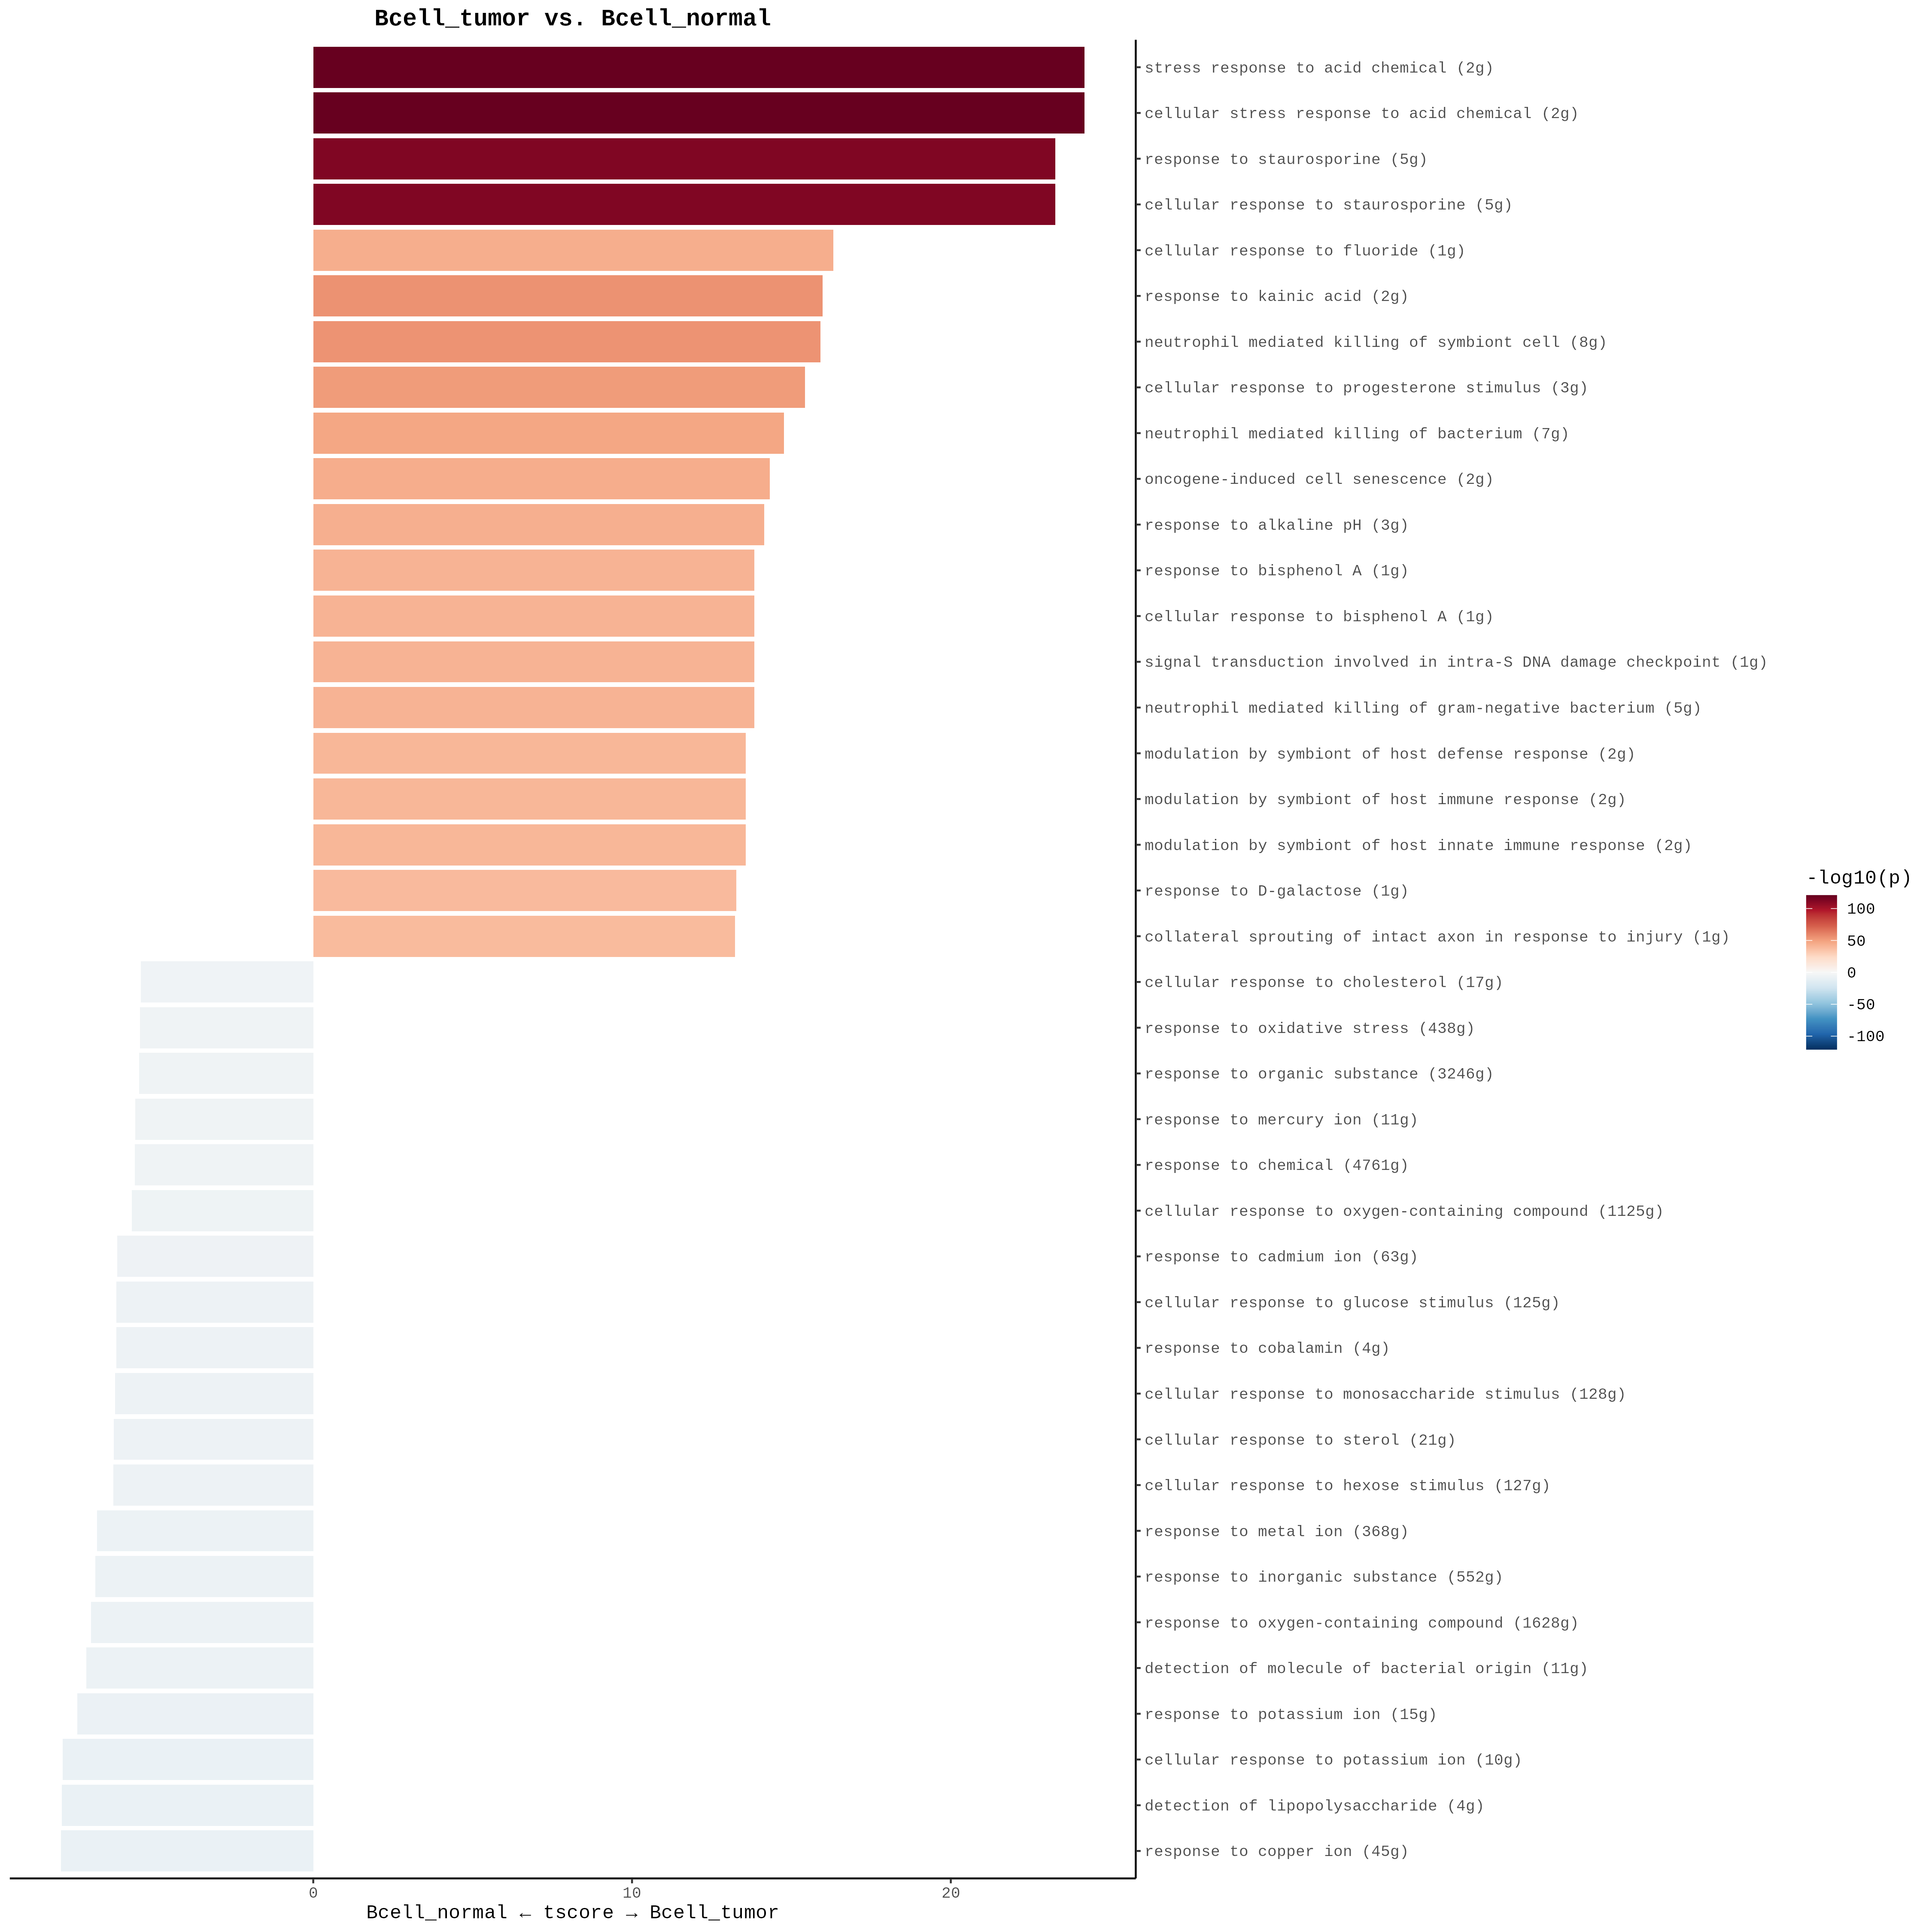 Bcell_tumor vs. Bcell_normal
stress response to acid chemical (2g)
cellular stress response to acid chemical (2g)
response to staurosporine (5g)
cellular response to staurosporine (5g)
cellular response to fluoride (1g)
response to kainic acid (2g)
neutrophil mediated killing of symbiont cell (8g)
cellular response to progesterone stimulus (3g)
neutrophil mediated killing of bacterium (7g)
oncogene-induced cell senescence (2g)
response to alkaline pH (3g)
response to bisphenol A (1g)
cellular response to bisphenol A (1g)
signal transduction involved in intra-S DNA damage checkpoint (1g)
neutrophil mediated killing of gram-negative bacterium (5g)
modulation by symbiont of host defense response (2g)
modulation by symbiont of host immune response (2g)
modulation by symbiont of host innate immune response (2g)
response to D-galactose (1g)
collateral sprouting of intact axon in response to injury (1g)
cellular response to cholesterol (17g)
response to oxidative stress (438g)
response to organic substance (3246g)
response to mercury ion (11g)
response to chemical (4761g)
cellular response to oxygen-containing compound (1125g)
response to cadmium ion (63g)
cellular response to glucose stimulus (125g)
response to cobalamin (4g)
cellular response to monosaccharide stimulus (128g)
cellular response to sterol (21g)
cellular response to hexose stimulus (127g)
response to metal ion (368g)
response to inorganic substance (552g)
response to oxygen-containing compound (1628g)
detection of molecule of bacterial origin (11g)
response to potassium ion (15g)
cellular response to potassium ion (10g)
detection of lipopolysaccharide (4g)
response to copper ion (45g)
-log10(p)
100
50
0
-50
-100
0 10 20
Bcell_normal ← tscore → Bcell_tumor